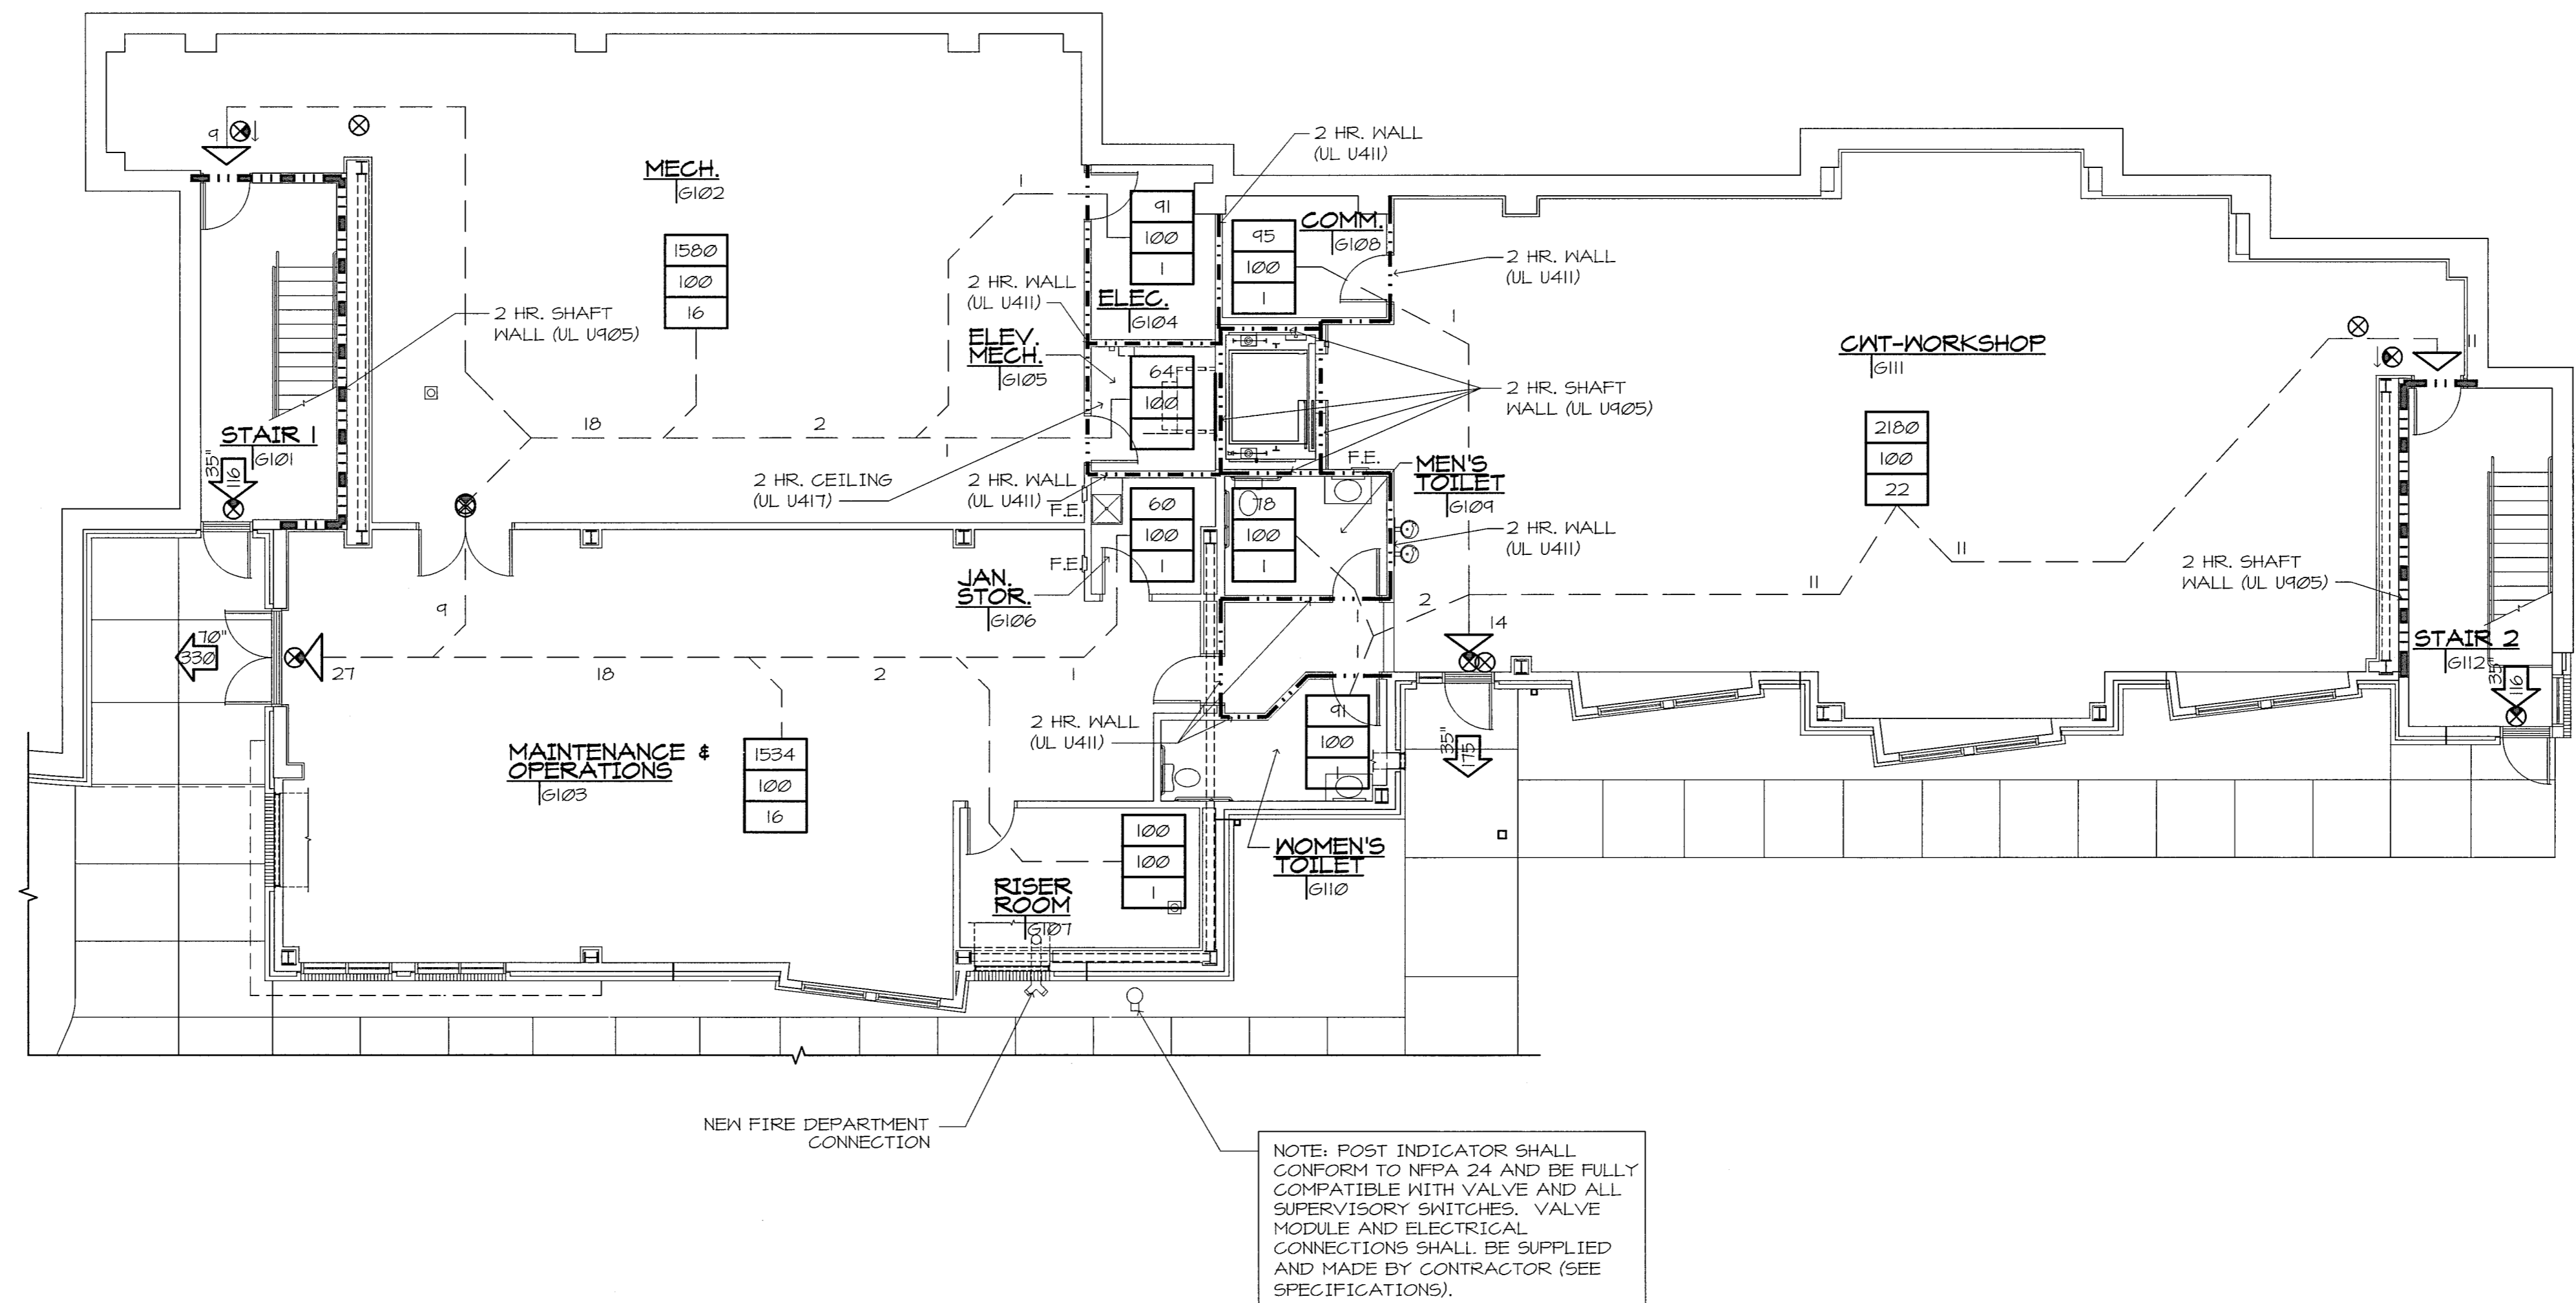 2 HR. WALL
(UL U411)
9
MECH.
G102
1580
100
16
1
91
100
1
95
100
1
COMM.
G108
2 HR. WALL
(UL U411)
2 HR. WALL
(UL U411)
ELEC.
G104
ELEV.
MECH.
G105
64
100
2 HR. SHAFT
WALL (UL U905)
1
CWT-WORKSHOP
G111
11
2 HR. SHAFT
WALL (UL U905)
2180
100
22
STAIR 1
G101
35"
116
18
2
1
2 HR. CEILING
(UL U417)
2 HR. WALL
(UL U411)
F.E.
F.E.
F.E.
60
100
1
78
100
1
MEN'S
TOILET
G109
2 HR. WALL
(UL U411)
11
2 HR. SHAFT
WALL (UL U905)
JAN.
STOR.
G106
9
11
2
14
70"
330
27
18
2
1
STAIR 2
G112
35"
116
2 HR. WALL
(UL U411)
91
100
1
35"
175
MAINTENANCE &
OPERATIONS
G103
1534
100
16
WOMEN'S
TOILET
G110
100
100
1
RISER
ROOM
G107
NEW FIRE DEPARTMENT
CONNECTION
NOTE: POST INDICATOR SHALL
CONFORM TO NFPA 24 AND BE FULLY
COMPATIBLE WITH VALVE AND ALL
SUPERVISORY SWITCHES. VALVE
MODULE AND ELECTRICAL
CONNECTIONS SHALL BE SUPPLIED
AND MADE BY CONTRACTOR (SEE
SPECIFICATIONS).